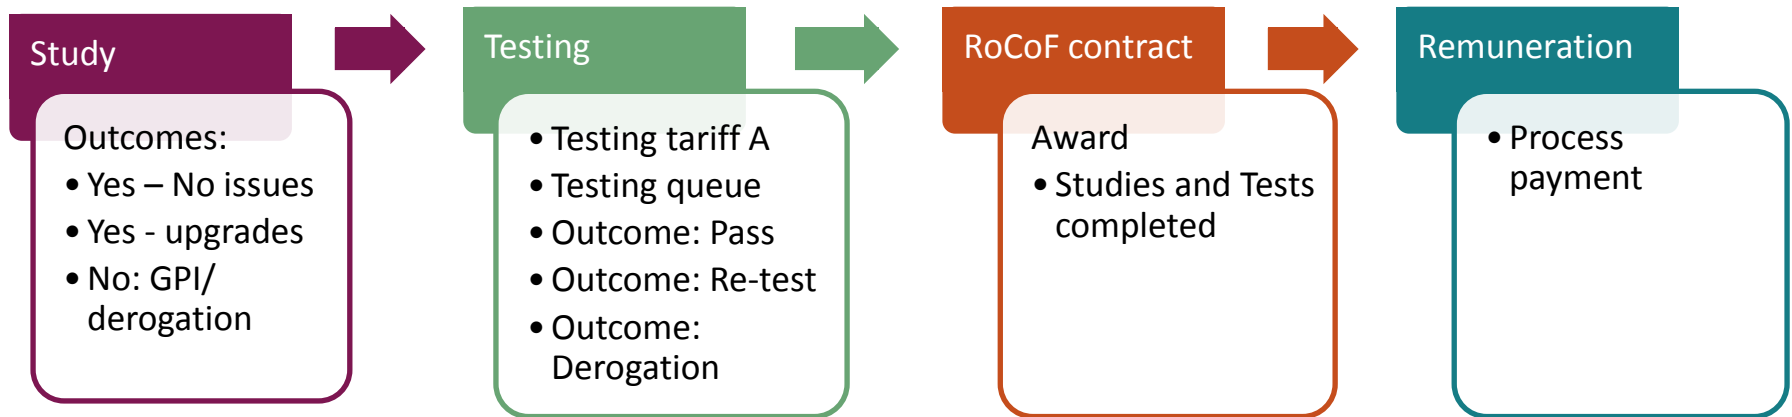 Study
Outcomes:
• Yes – No issues
• Yes - upgrades
• No: GPI/
derogation
Testing
• Testing tariff A
• Testing queue
• Outcome: Pass
• Outcome: Re-test
• Outcome:
Derogation
RoCoF contract
Award
• Studies and Tests
completed
Remuneration
• Process
payment